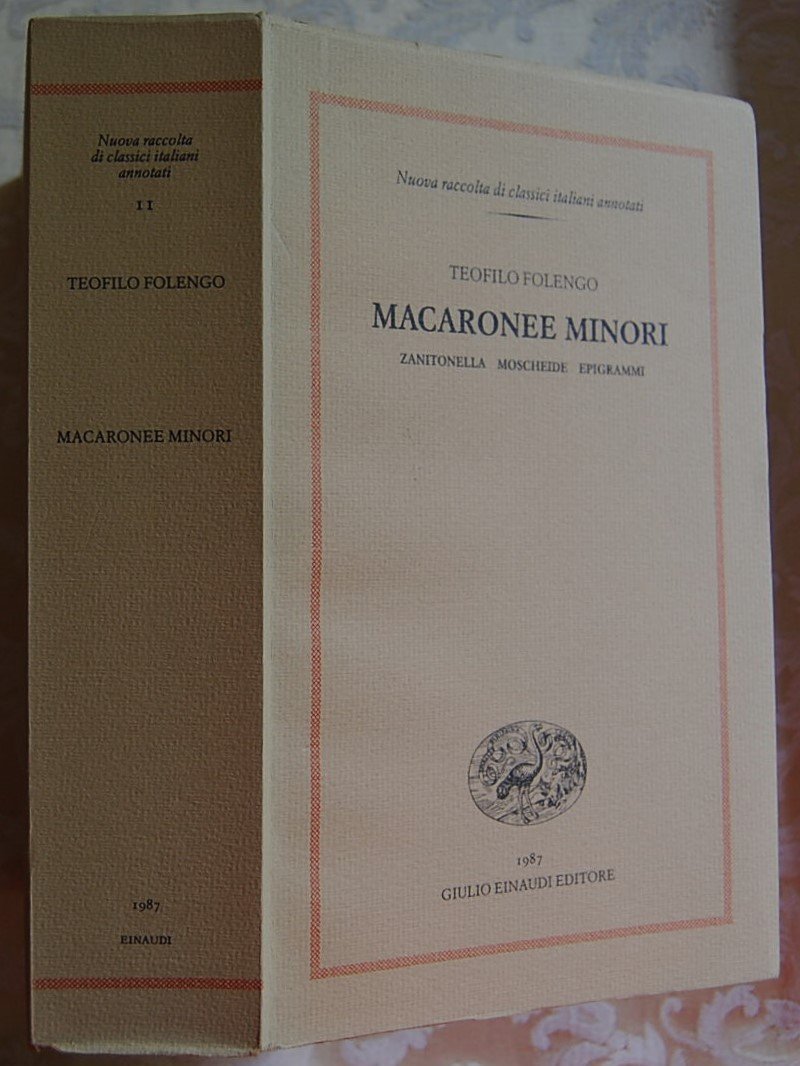 Nuova raccolta
di classici italiani
annotati
11
TEOFILO FOLENGO
MACARONEE MINORI
1987
EINAUDI
Nuova raccolta di classici italiani annotati
TEOFILO FOLENGO
MACARONEE MINORI
ZANITONELLA MOSCHEIDE EPIGRAMMI
1987
GIULIO EINAUDI EDITORE